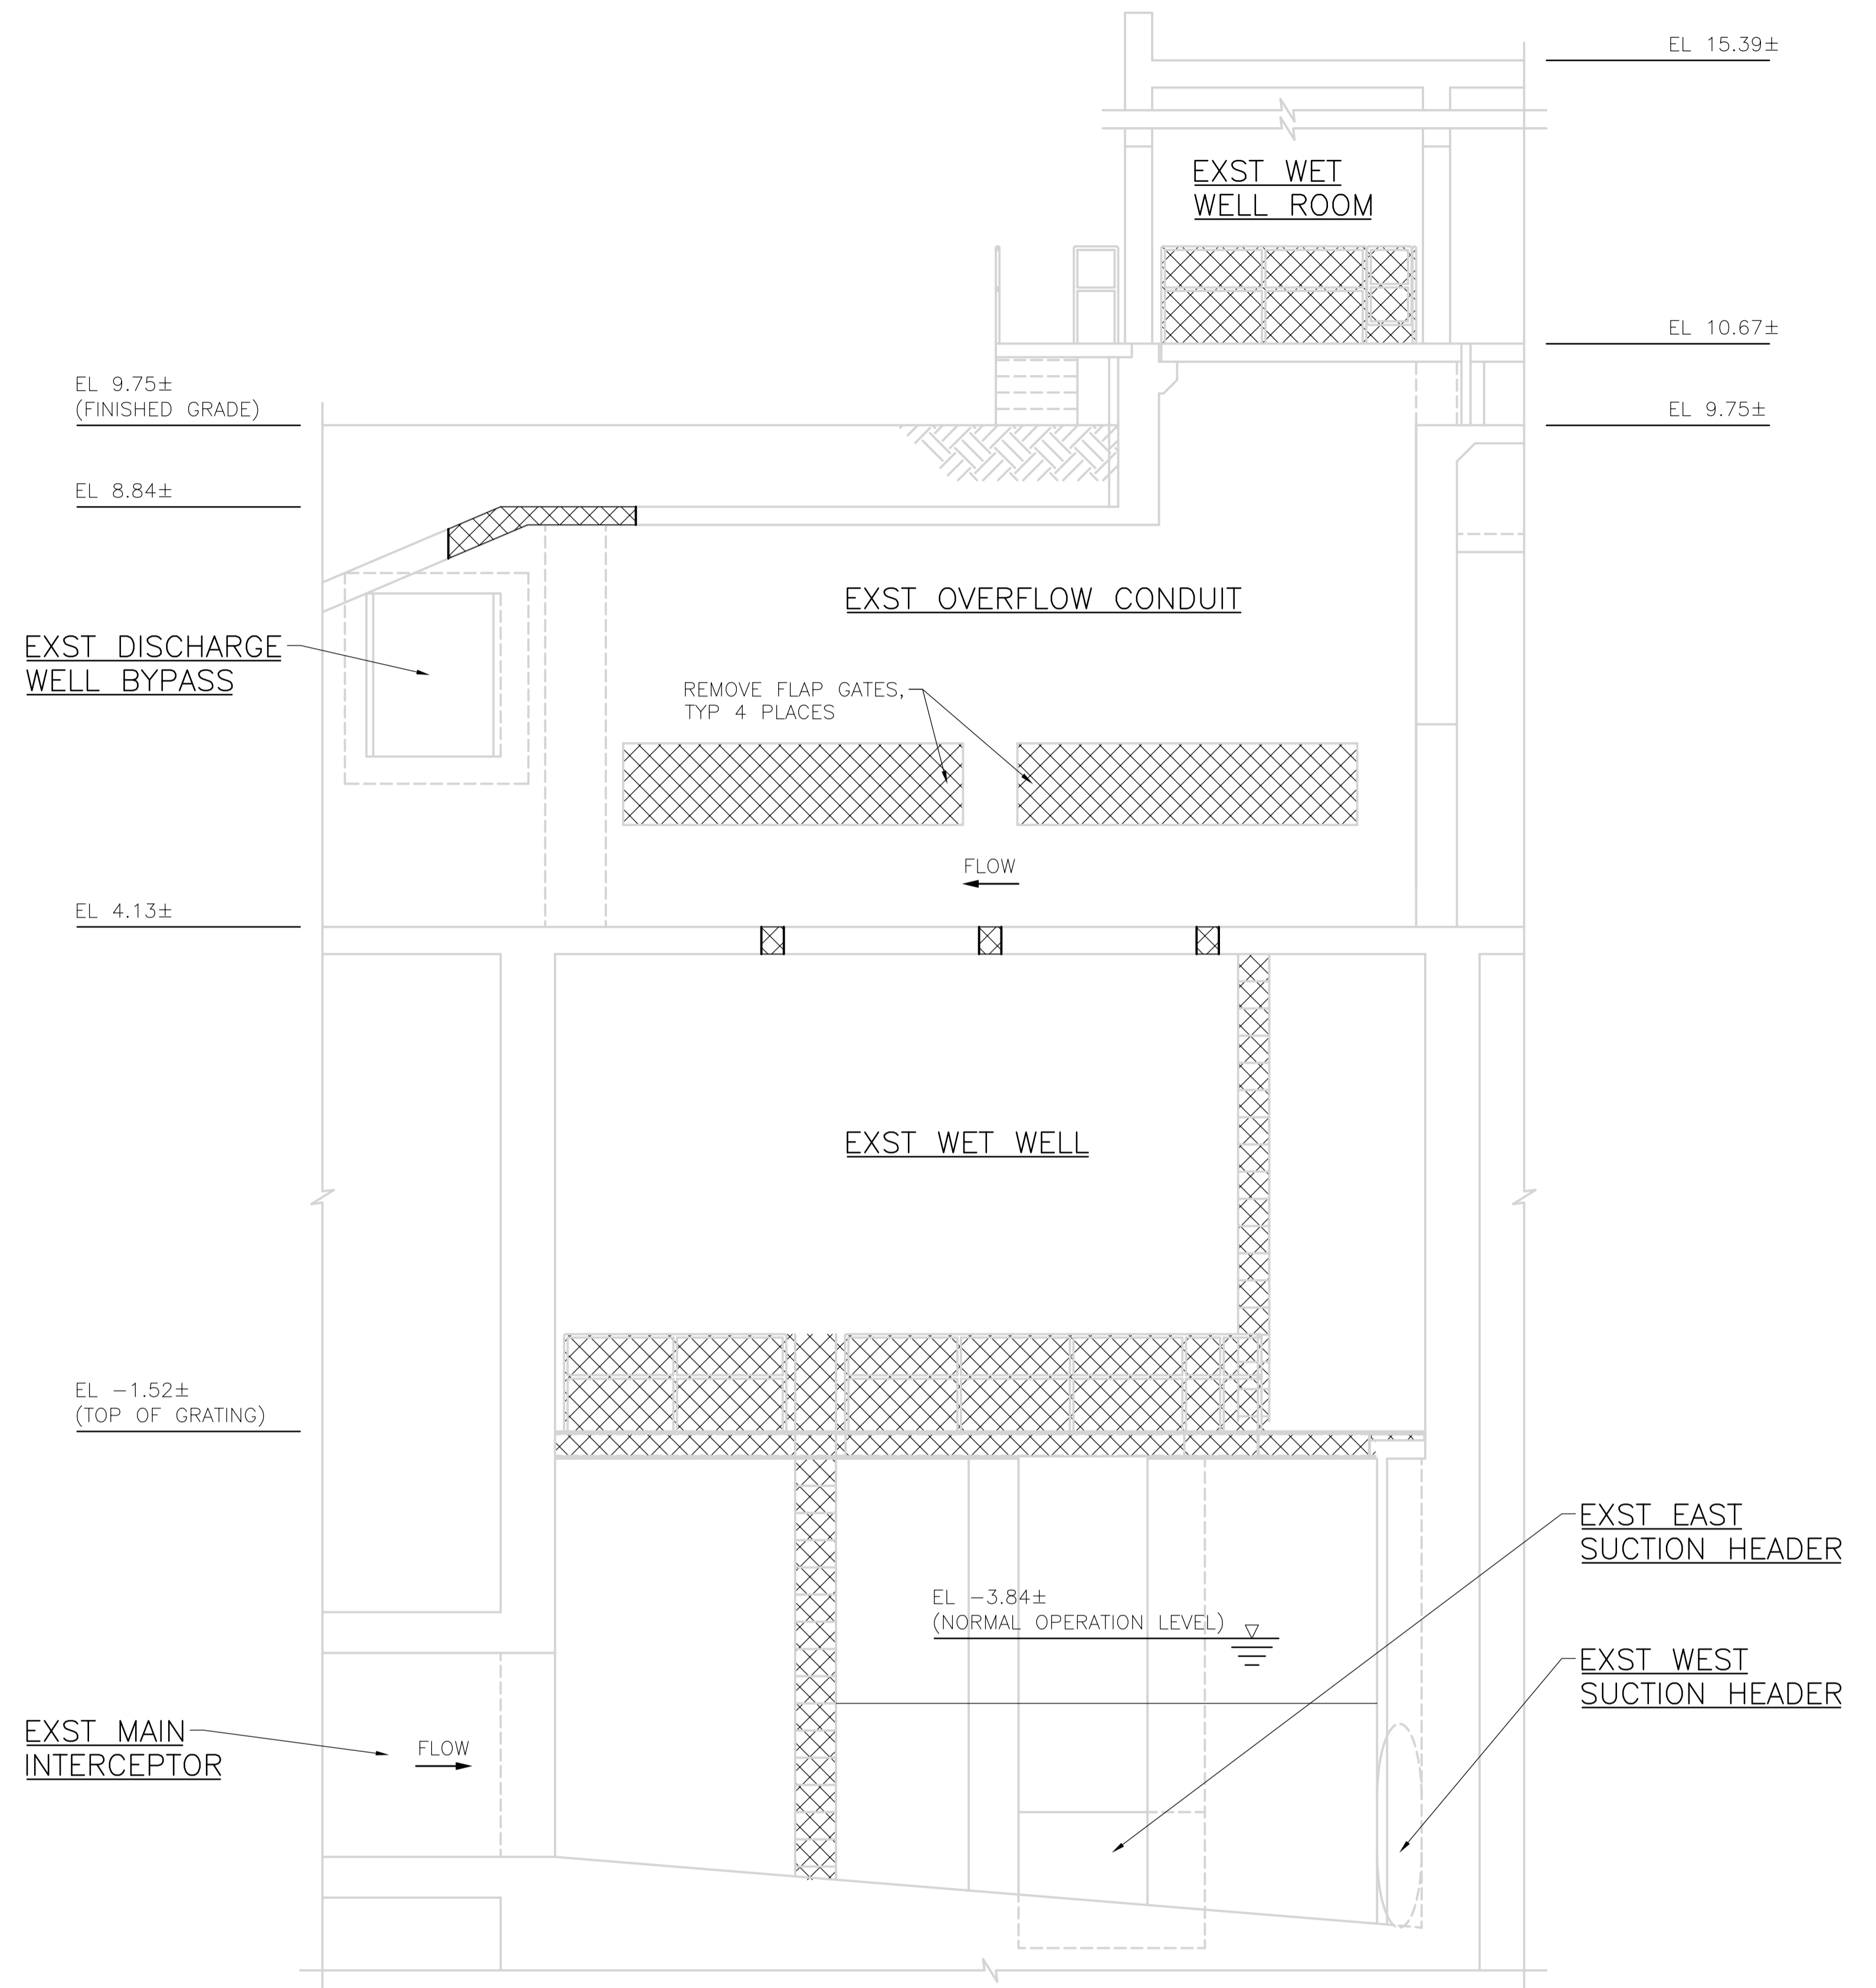 EL 15.39±
EXST WET
WELL ROOM
EL 10.67±
EL 9.75±
(FINISHED GRADE)
EL 9.75±
EL 8.84±
EXST OVERFLOW CONDUIT
EXST DISCHARGE
WELL BYPASS
REMOVE FLAP GATES,
TYP 4 PLACES
FLOW
EL 4.13±
EXST WET WELL
EL -1.52±
(TOP OF GRATING)
EXST EAST
SUCTION HEADER
EL -3.84±
(NORMAL OPERATION LEVEL)
EXST WEST
SUCTION HEADER
EXST MAIN
INTERCEPTOR
FLOW